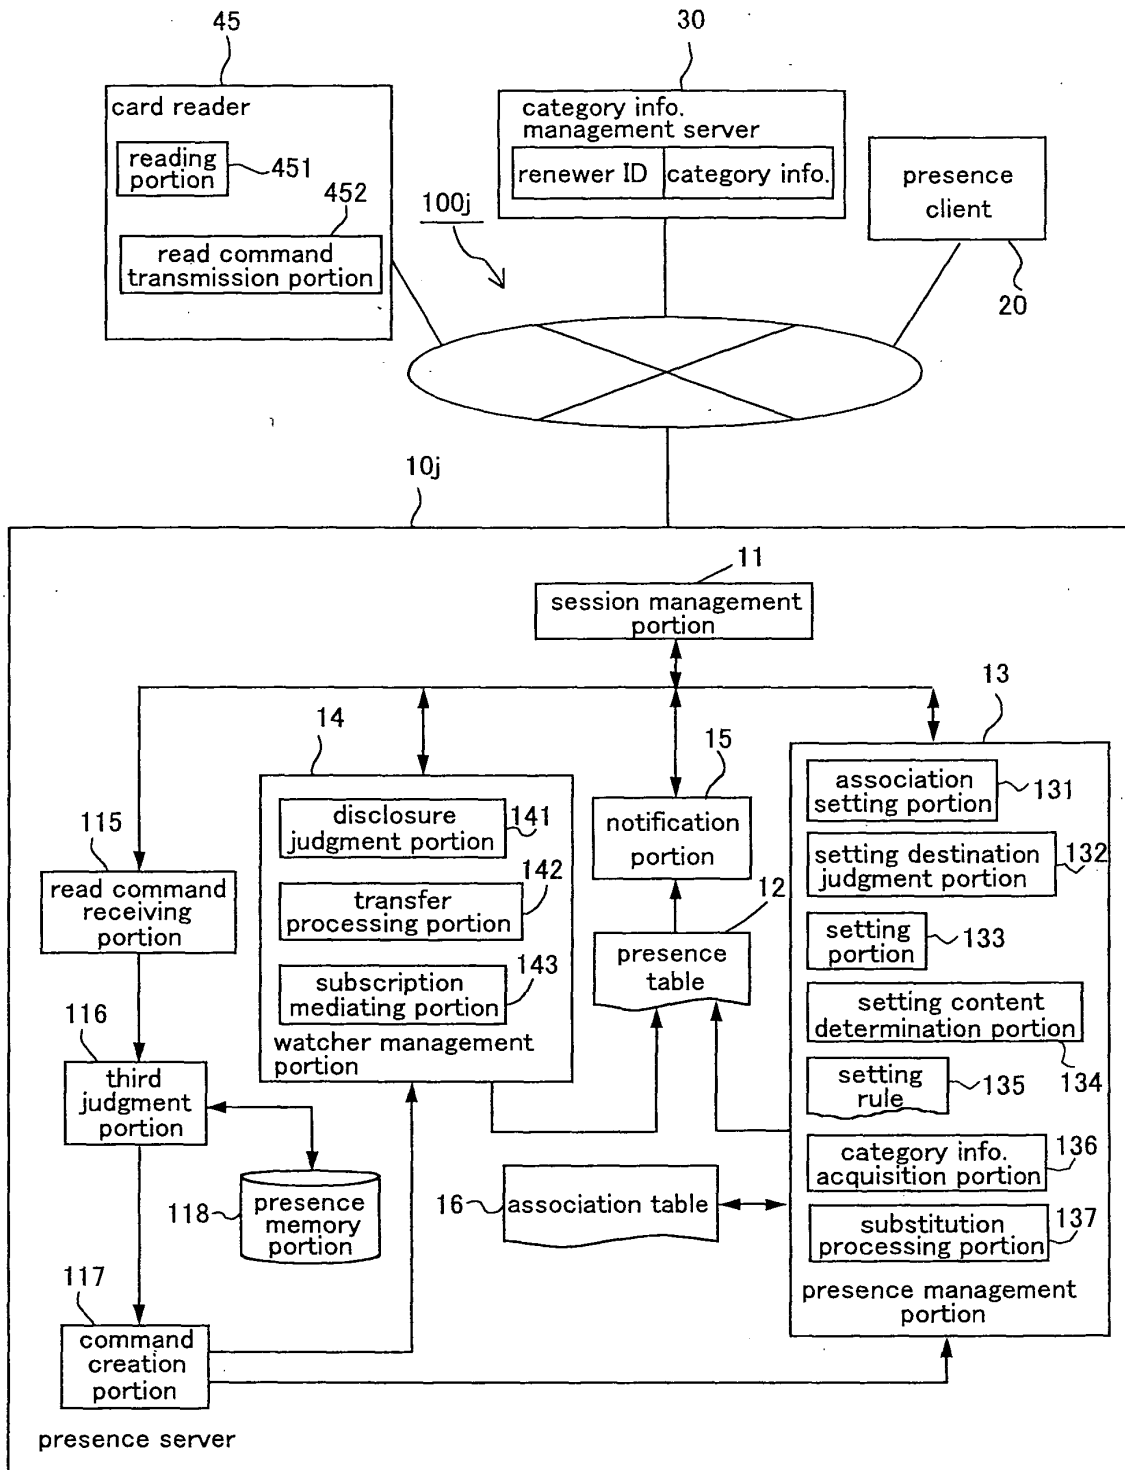 45
30
card reader
reading
portion
451
452
read command
transmission portion
100j
category info.
management server
renewer ID
category info.
presence
client
20
10j
11
session management
portion
13
14
15
115
read command
receiving
portion
disclosure
judgment portion
141
transfer
processing portion
142
subscription
mediating portion
143
watcher management
portion
notification
portion
12
presence
table
association
setting portion
131
setting destination
judgment portion
132
setting
portion
133
setting content
determination portion
134
setting
rule
135
category info.
acquisition portion
136
substitution
processing portion
137
presence management
portion
116
third
judgment
portion
118
presence
memory
portion
16
association table
117
command
creation
portion
presence server